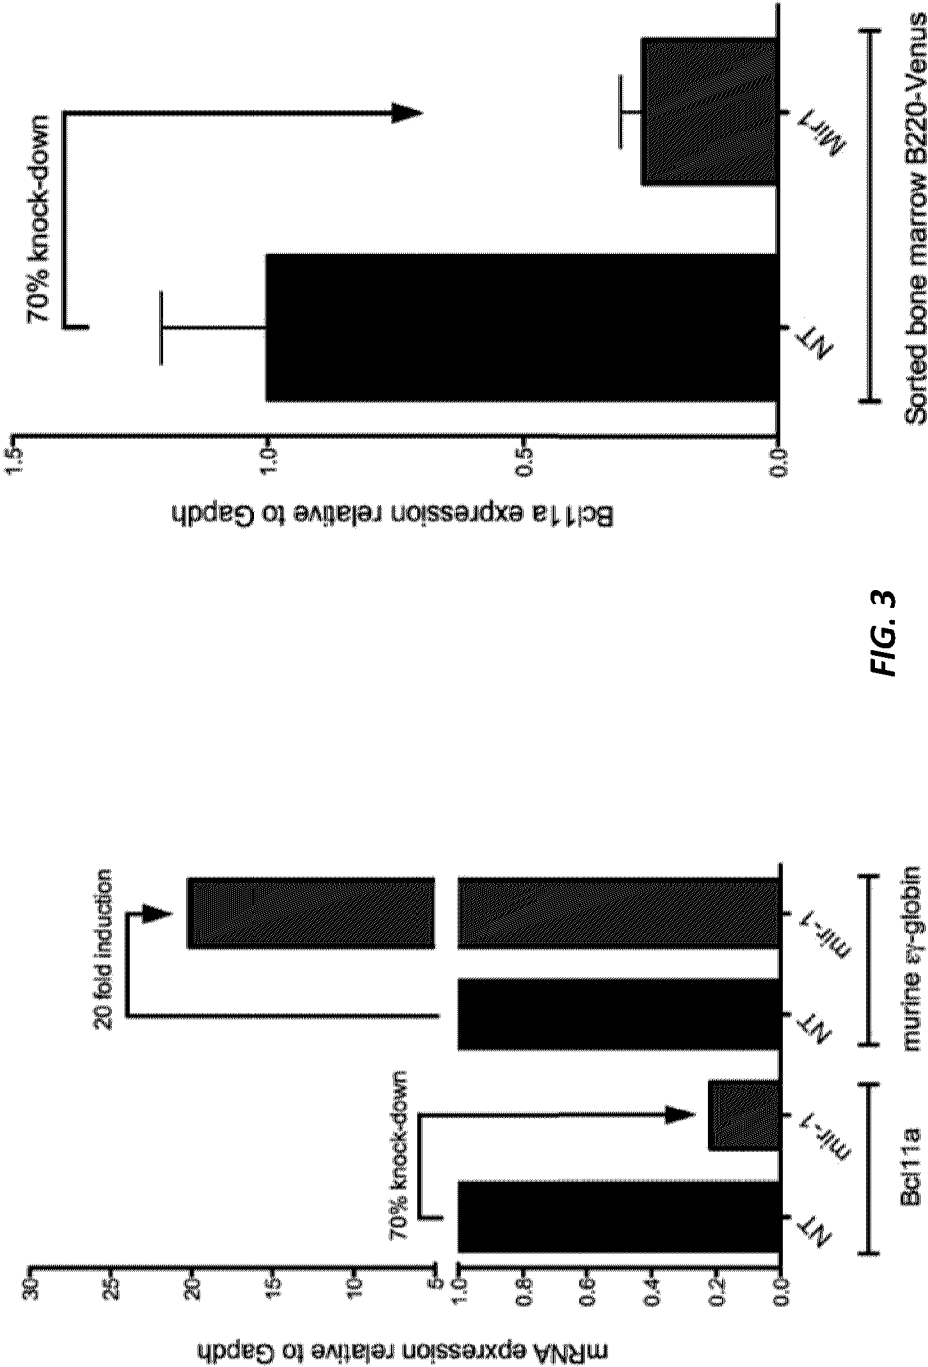 mRNA epxression relative to Gapdh
30
25
20
15
10
5
1.0
0.8
0.6
0.4
0.2
0.0
70% knock-down
20 fold induction
NT
mir-1
NT
mir-1
Bcl11a
murine εγ-globin
Bcl11a expression relative to Gapdh
1.5
1.0
0.5
0.0
70% knock-down
NT
Mir1
Sorted bone marrow B220-Venus
FIG. 3